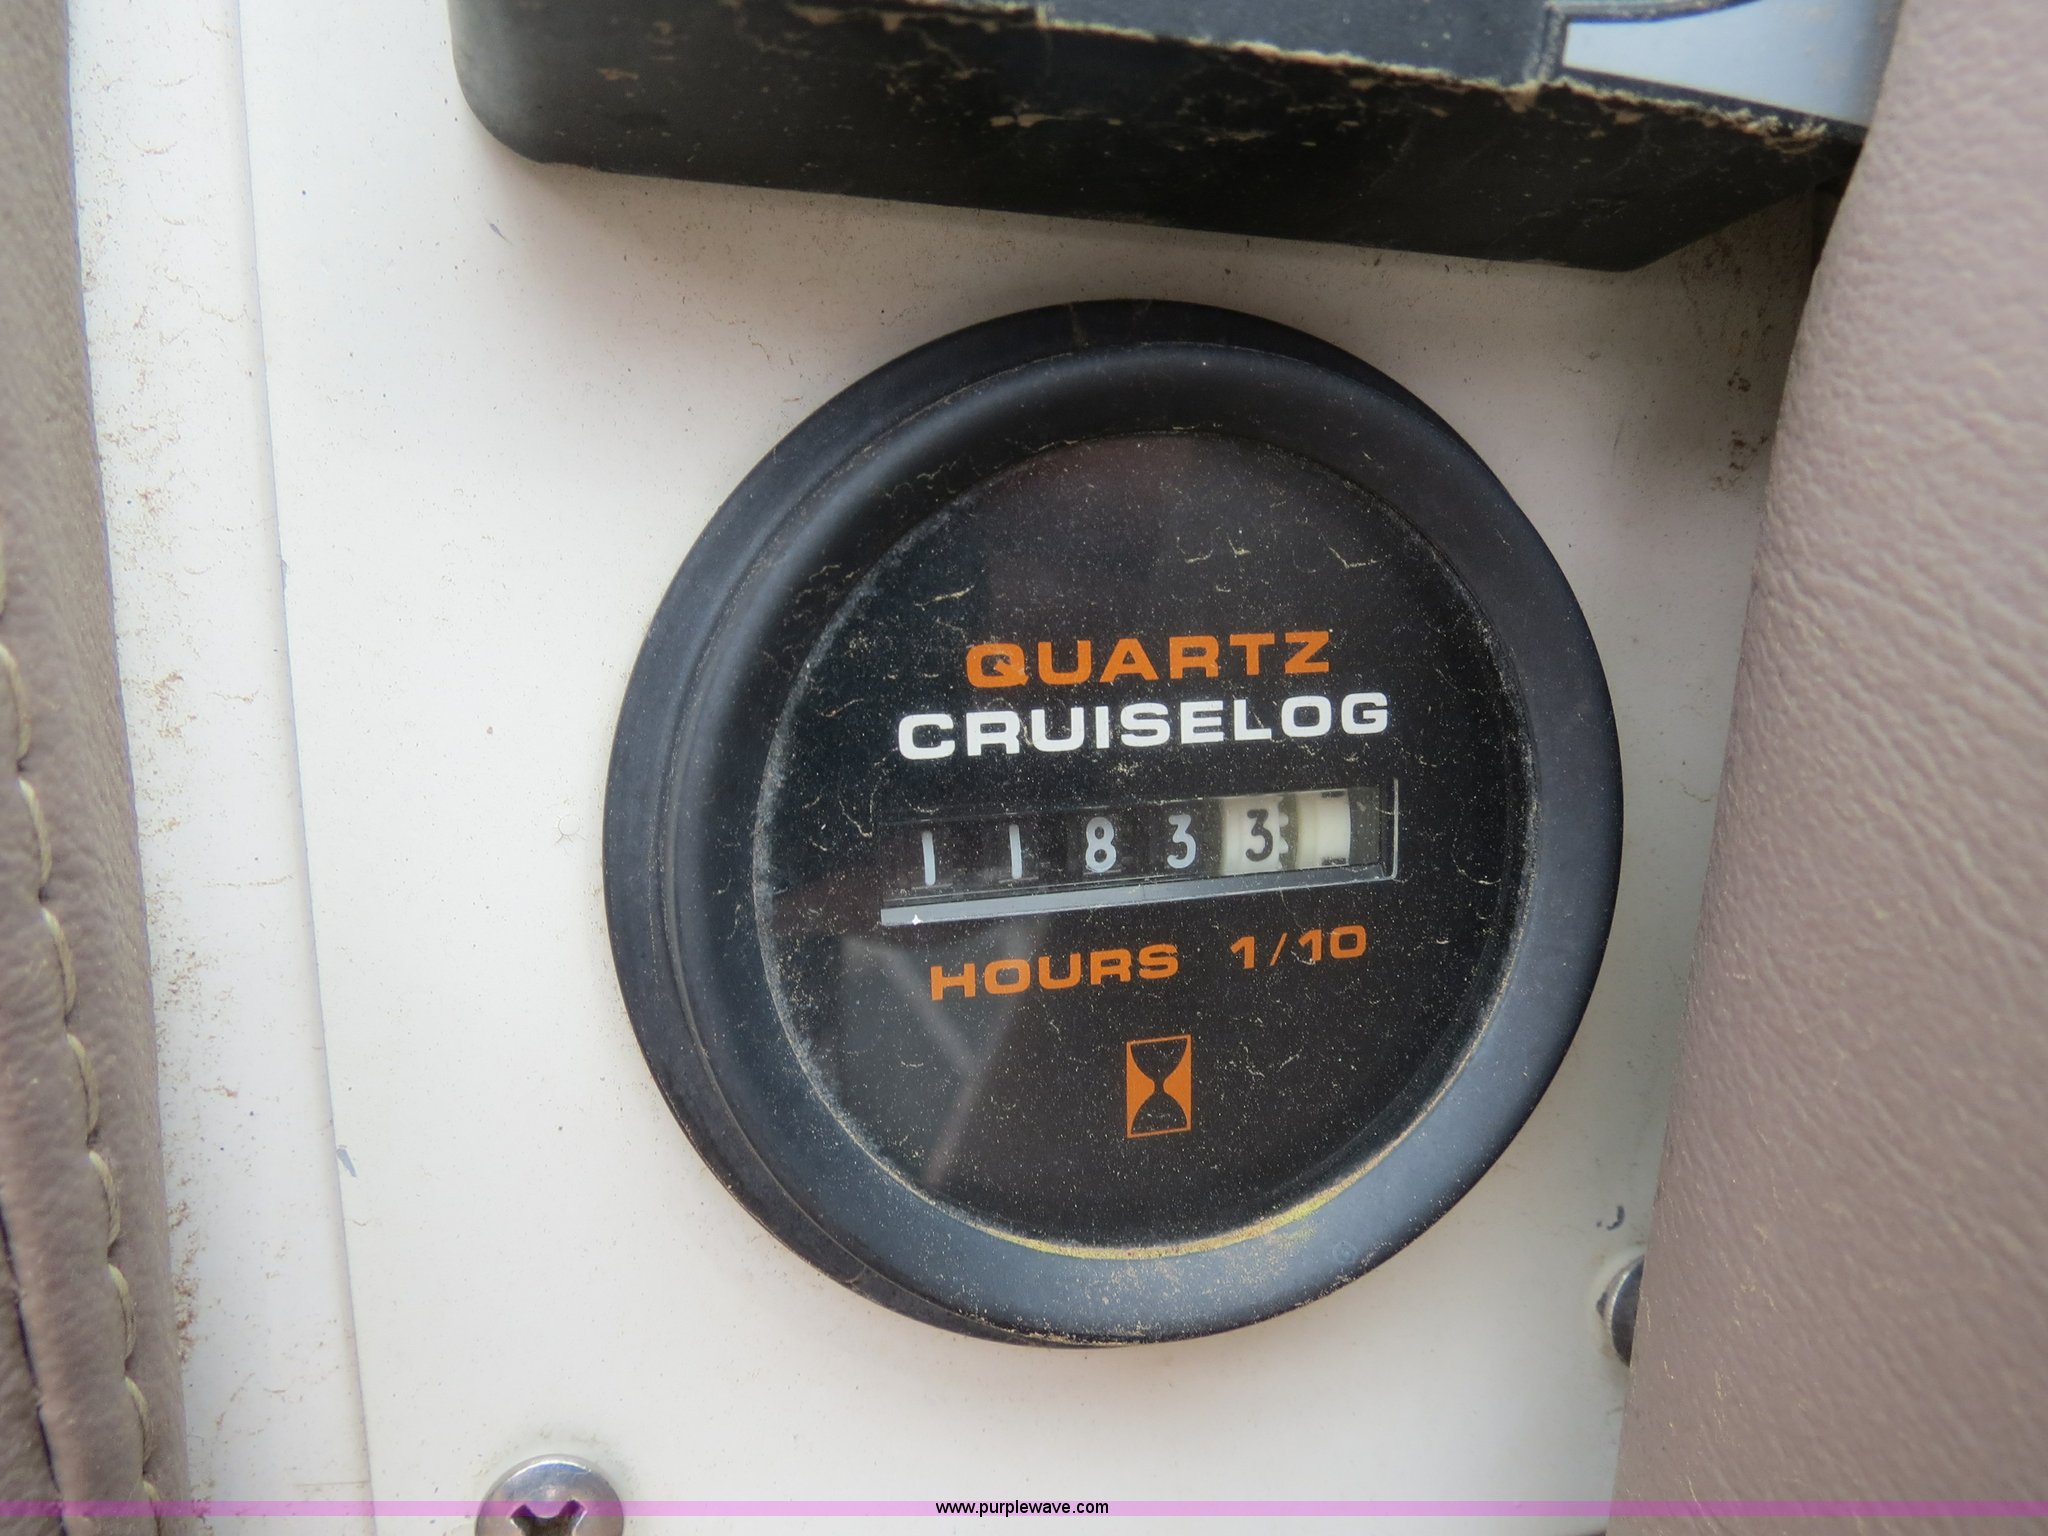 QUARTZ
CRUISELOG
1 1 8 3 3
HOURS 1/10
www.purplewave.com